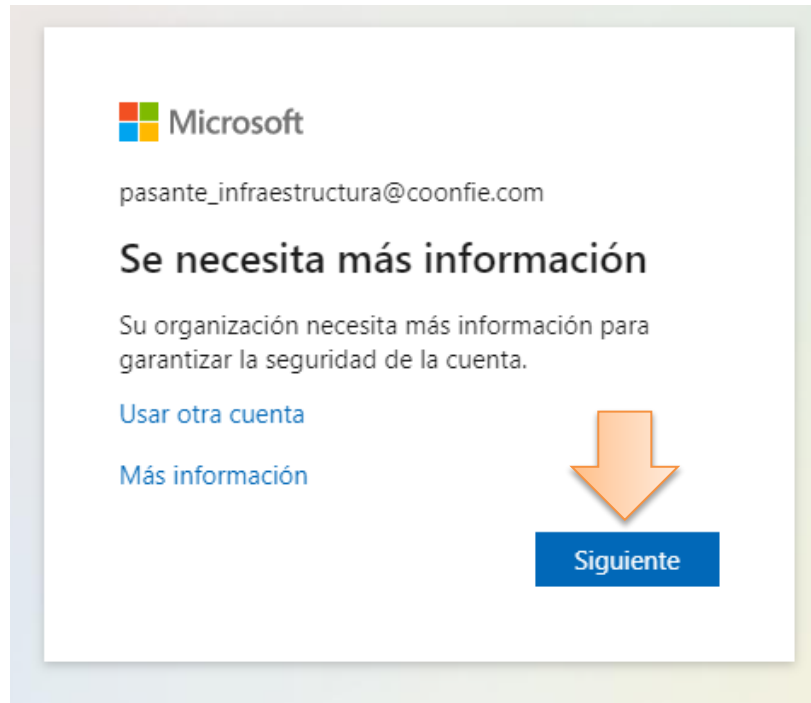 Microsoft
pasante_infraestructura@coonfie.com
Se necesita más información
Su organización necesita más información para
garantizar la seguridad de la cuenta.
Usar otra cuenta
Más información
Siguiente